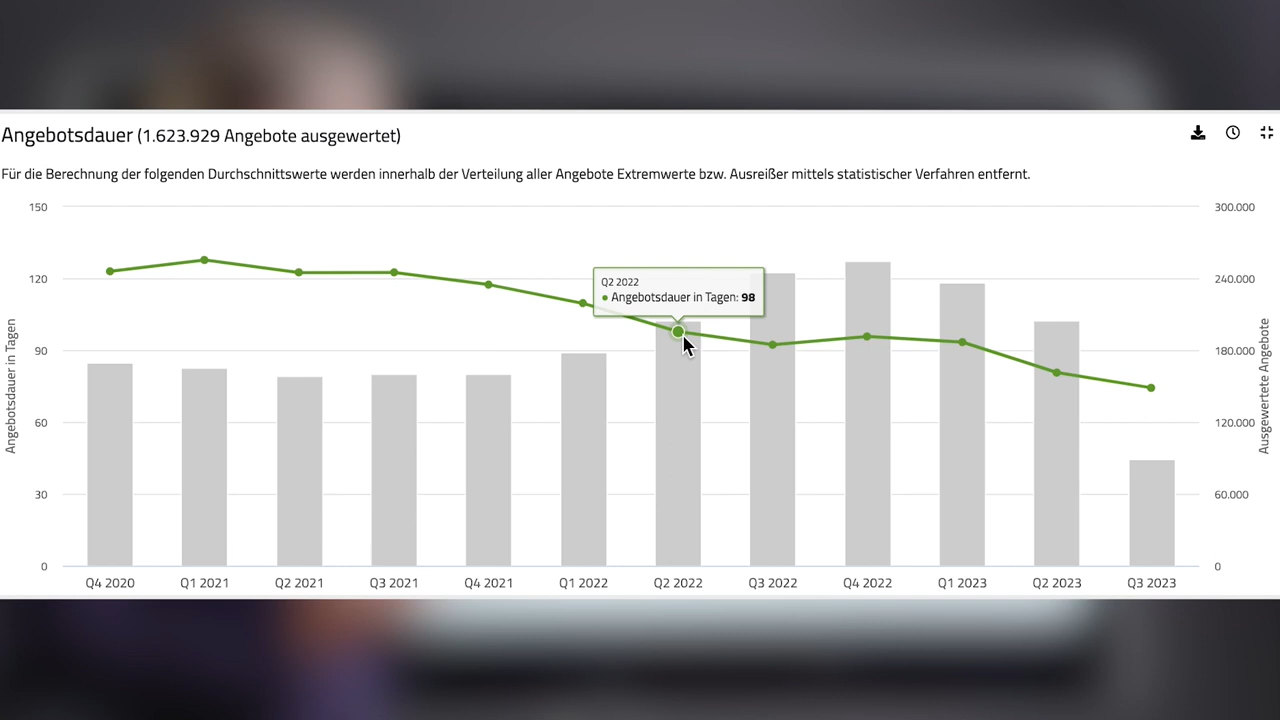 Angebotsdauer (1.623.929 Angebote ausgewertet)
Für die Berechnung der folgenden Durchschnittswerte werden innerhalb der Verteilung aller Angebote Extremwerte bzw. Ausreißer mittels statistischer Verfahren entfernt.
150
120
90
60
30
0
Angebotsdauer in Tagen
Q2 2022
Angebotsdauer in Tagen: 98
300.000
240.000
180.000
120.000
60.000
0
Ausgewertete Angebote
Q4 2020 Q1 2021 Q2 2021 Q3 2021 Q4 2021 Q1 2022 Q2 2022 Q3 2022 Q4 2022 Q1 2023 Q2 2023 Q3 2023